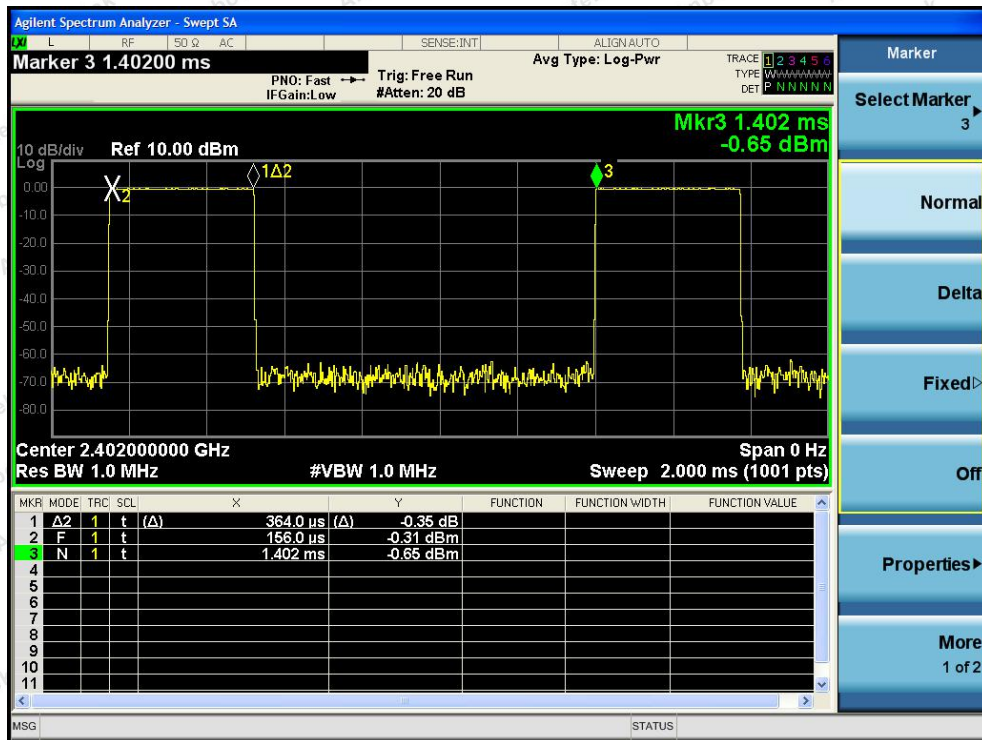 Agilent Spectrum Analyzer - Swept SA
LXI L RF 50 Ω AC SENSE:INT ALIGN AUTO
Marker 3 1.40200 ms
PNO: Fast
IFGain:Low
Trig: Free Run
#Atten: 20 dB
Avg Type: Log-Pwr
TRACE 1 2 3 4 5 6
TYPE WWWWWW
DET P N N N N N
Mkr3 1.402 ms
-0.65 dBm
10 dB/div Ref 10.00 dBm
Log
1Δ2
3
X2
0.00
-10.0
-20.0
-30.0
-40.0
-50.0
-60.0
-70.0
-80.0
Center 2.402000000 GHz Span 0 Hz
Res BW 1.0 MHz #VBW 1.0 MHz Sweep 2.000 ms (1001 pts)
MKR MODE TRC SCL X Y FUNCTION FUNCTION WIDTH FUNCTION VALUE
1 Δ2 1 t (Δ) 364.0 µs (Δ) -0.35 dB
2 F 1 t 156.0 µs -0.31 dBm
3 N 1 t 1.402 ms -0.65 dBm
4
5
6
7
8
9
10
11
MSG STATUS
Marker
Select Marker
3
Normal
Delta
Fixed
Off
Properties
More
1 of 2